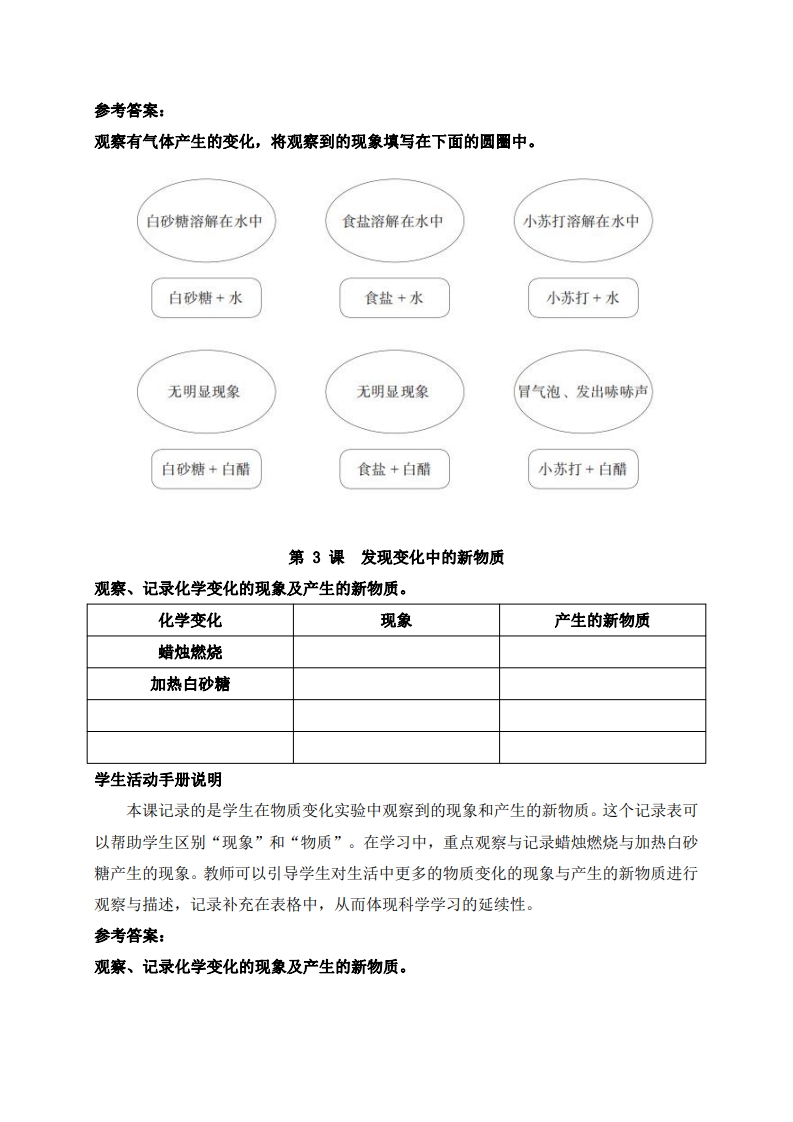 参考答案：
观察有气体产生的变化，将观察到的现象填写在下面的圆圈中。
白砂糖溶解在水中 食盐溶解在水中 小苏打溶解在水中
白砂糖 + 水 食盐 + 水 小苏打 + 水
无明显现象 无明显现象 冒气泡、发出哧哧声
白砂糖 + 白醋 食盐 + 白醋 小苏打 + 白醋
第 3 课 发现变化中的新物质
观察、记录化学变化的现象及产生的新物质。
化学变化 现象 产生的新物质
蜡烛燃烧
加热白砂糖
学生活动手册说明
本课记录的是学生在物质变化实验中观察到的现象和产生的新物质。这个记录表可
以帮助学生区别“现象”和“物质”。在学习中，重点观察与记录蜡烛燃烧与加热白砂
糖产生的现象。教师可以引导学生对生活中更多的物质变化的现象与产生的新物质进行
观察与描述，记录补充在表格中，从而体现科学学习的延续性。
参考答案：
观察、记录化学变化的现象及产生的新物质。